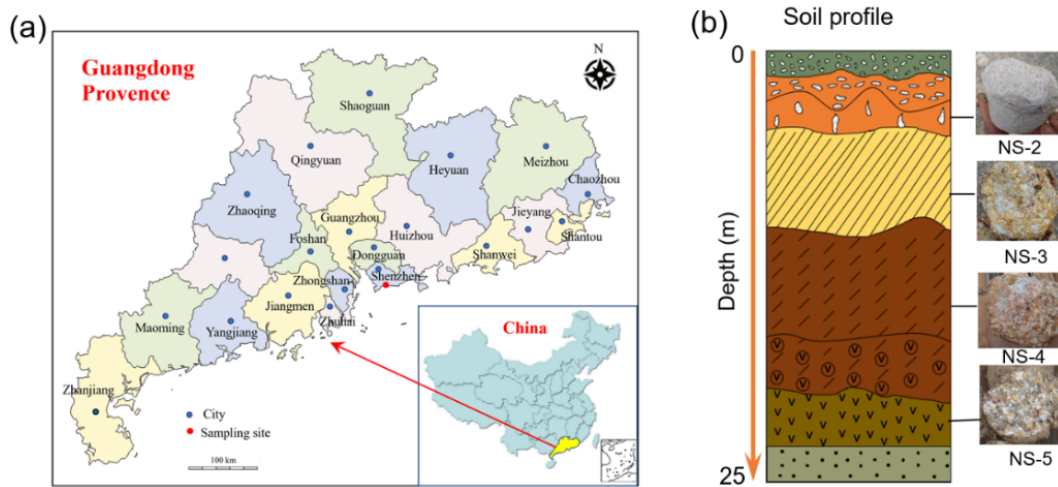 (a)
Guangdong
Provence
N
Shaoguan
Qingyuan
Heyuan
Meizhou
Chaozhou
Zhaoqing
Guangzhou
Jieyang
Shantou
Foshan
Huizhou
Dongguan
Shanwei
Zhongshan
Shenzhen
Jiangmen
Zhuhai
Maoming
Yangjiang
Zhanjiang
City
Sampling site
100 km
China
(b)
Soil profile
0
Depth (m)
25
NS-2
NS-3
NS-4
NS-5